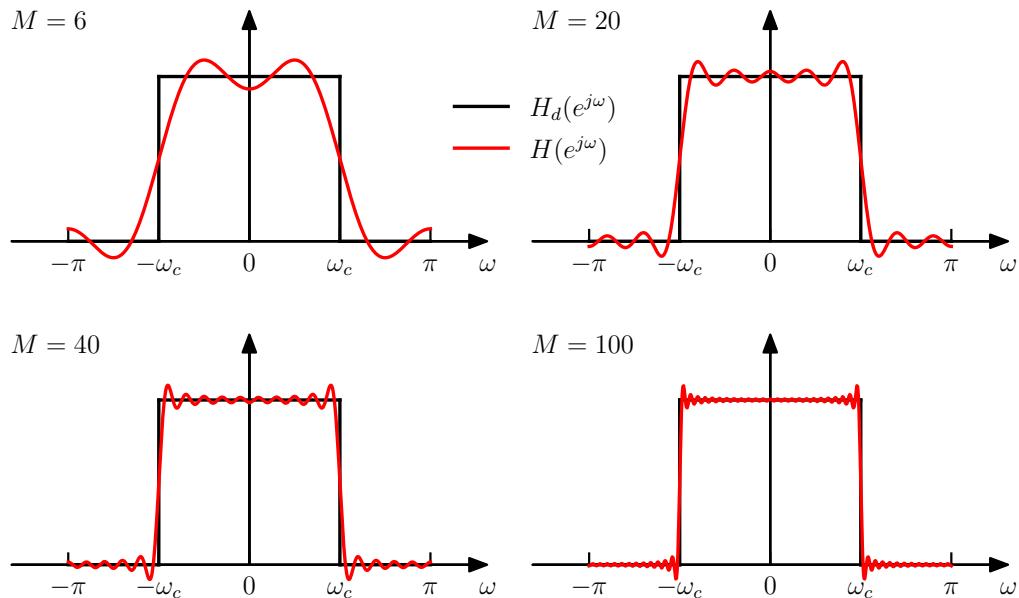 M = 6
M = 20
H_d(e^{jω})
H(e^{jω})
−π −ω_c 0 ω_c π ω
−π −ω_c 0 ω_c π ω
M = 40
M = 100
−π −ω_c 0 ω_c π ω
−π −ω_c 0 ω_c π ω